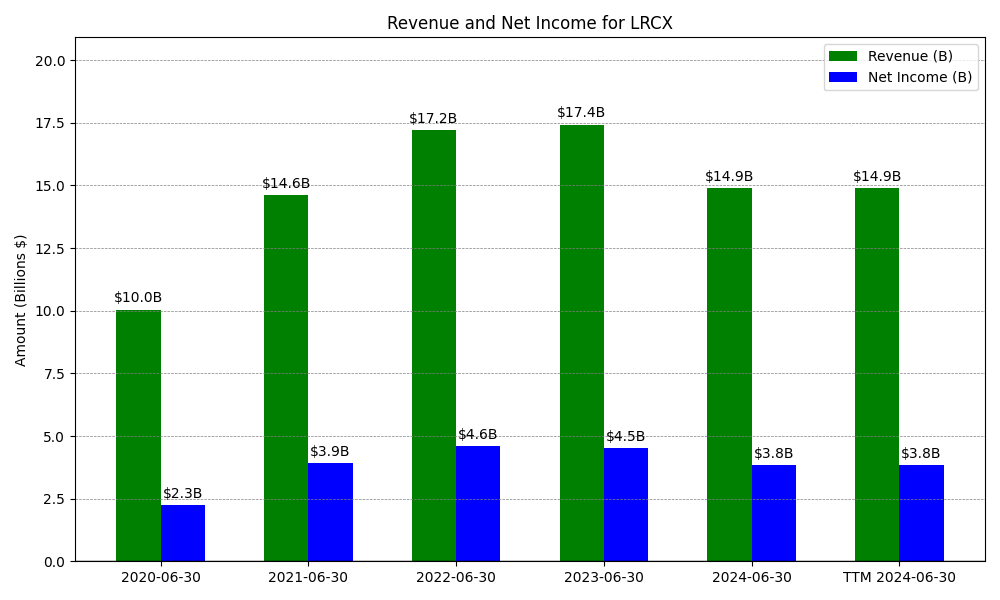 Revenue and Net Income for LRCX
Revenue (B)
Net Income (B)
Amount (Billions $)
20.0
17.5
15.0
12.5
10.0
7.5
5.0
2.5
0.0
$10.0B
$2.3B
$14.6B
$3.9B
$17.2B
$4.6B
$17.4B
$4.5B
$14.9B
$3.8B
$14.9B
$3.8B
2020-06-30
2021-06-30
2022-06-30
2023-06-30
2024-06-30
TTM 2024-06-30